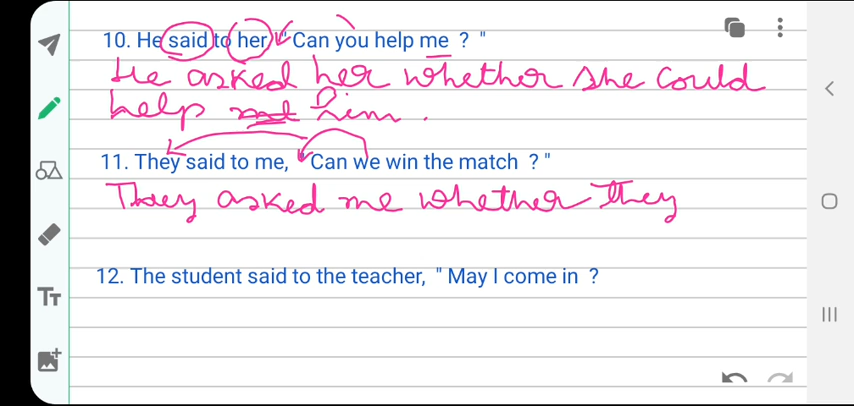 10. He said to her, " Can you help me ? "
He asked her whether she could
help him .
11. They said to me, " Can we win the match ? "
They asked me whether they
12. The student said to the teacher, " May I come in ?
TT